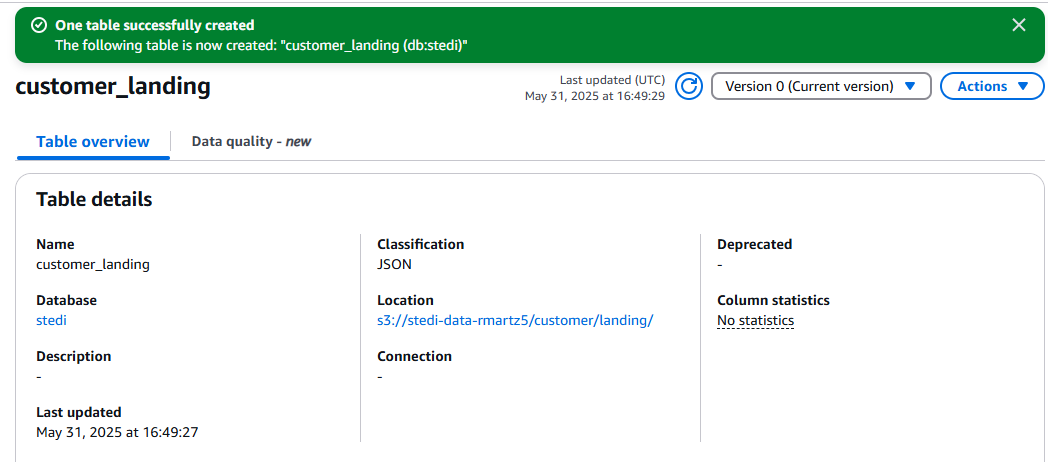 One table successfully created
The following table is now created: "customer_landing (db:stedi)"
customer_landing
Last updated (UTC)
May 31, 2025 at 16:49:29
Version 0 (Current version)
Actions
Table overview
Data quality - new
Table details
Name
customer_landing
Database
stedi
Description
-
Last updated
May 31, 2025 at 16:49:27
Classification
JSON
Location
s3://stedi-data-rmartz5/customer/landing/
Connection
-
Deprecated
-
Column statistics
No statistics